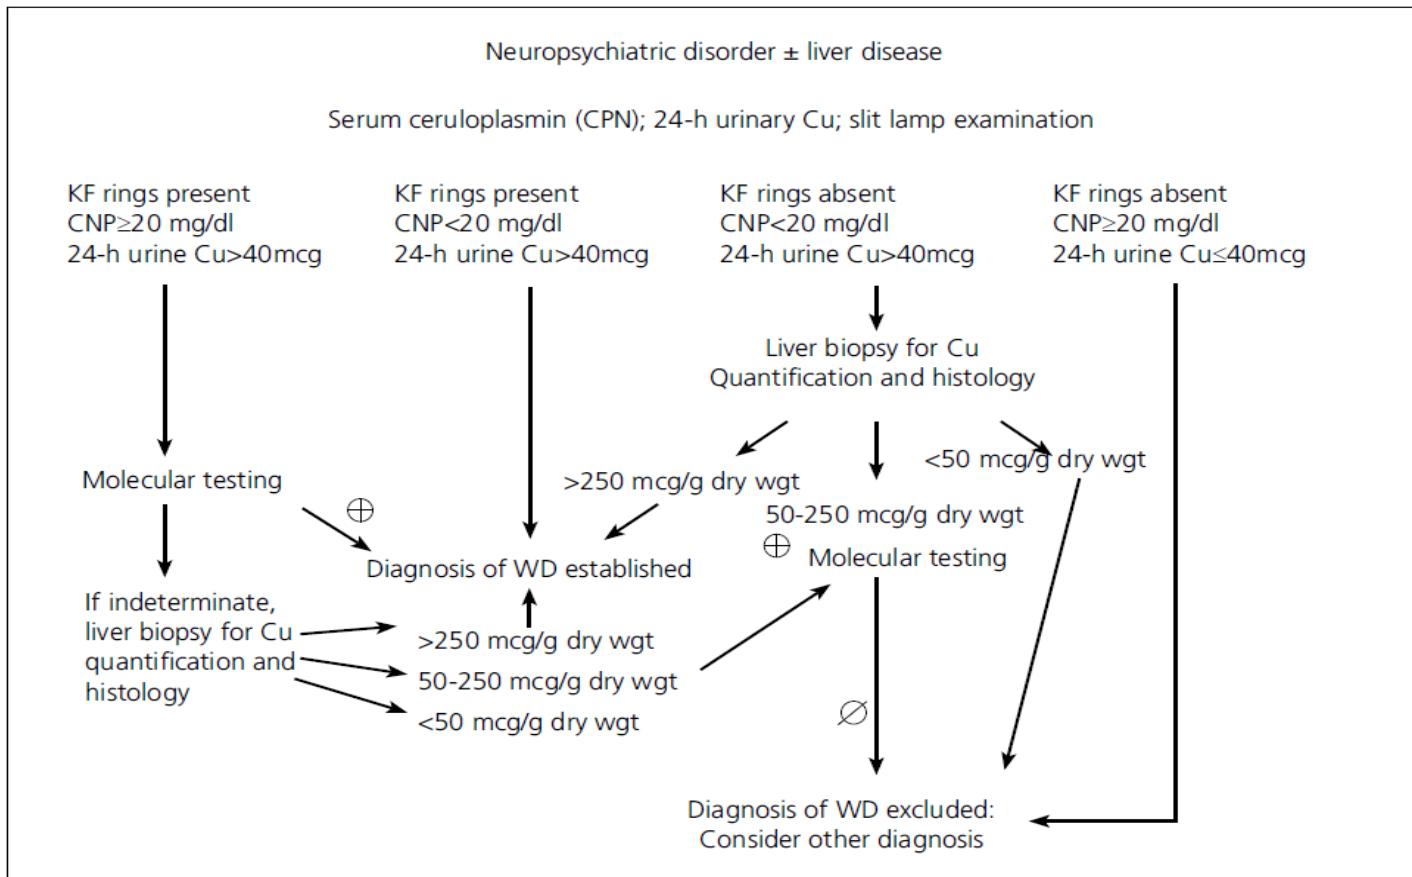 Neuropsychiatric disorder ± liver disease
Serum ceruloplasmin (CPN); 24-h urinary Cu; slit lamp examination
KF rings present
CNP≥20 mg/dl
24-h urine Cu>40mcg
KF rings present
CNP<20 mg/dl
24-h urine Cu>40mcg
KF rings absent
CNP<20 mg/dl
24-h urine Cu>40mcg
KF rings absent
CNP≥20 mg/dl
24-h urine Cu≤40mcg
Liver biopsy for Cu
Quantification and histology
Molecular testing
⊕
>250 mcg/g dry wgt
<50 mcg/g dry wgt
50-250 mcg/g dry wgt
⊕ Molecular testing
Diagnosis of WD established
If indeterminate,
liver biopsy for Cu
quantification and
histology
>250 mcg/g dry wgt
50-250 mcg/g dry wgt
<50 mcg/g dry wgt
∅
Diagnosis of WD excluded:
Consider other diagnosis